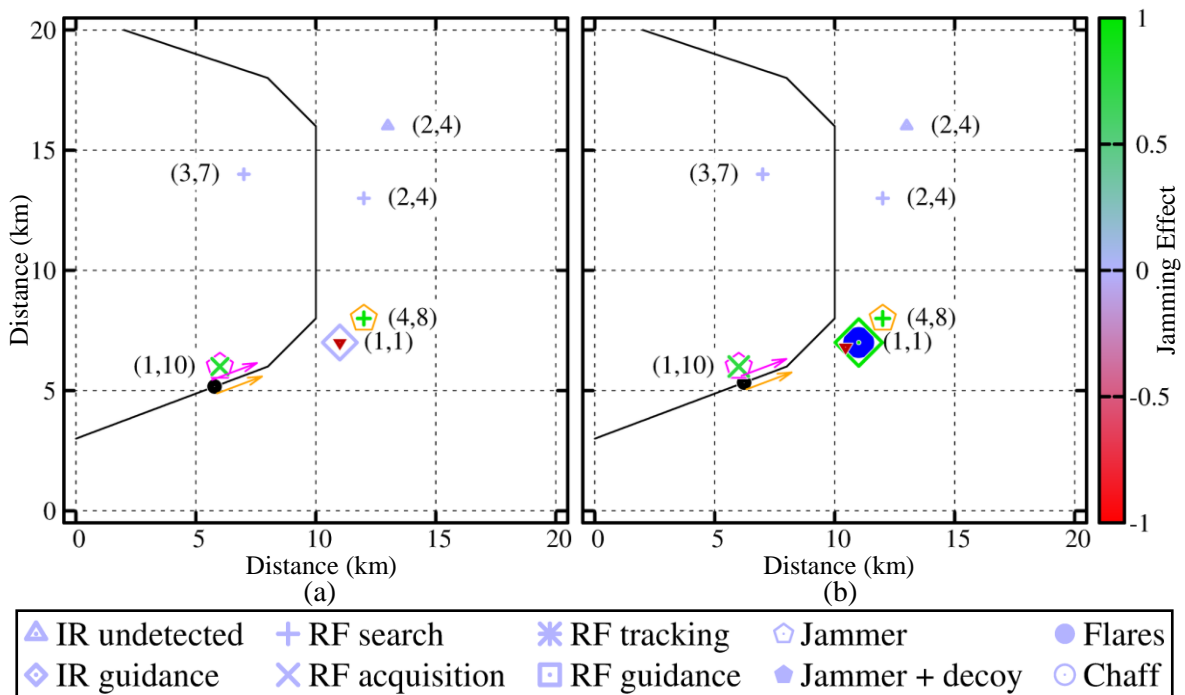 20
15
10
5
0
Distance (km)
(2,4)
(3,7)
(2,4)
(4,8)
(1,1)
(1,10)
0 5 10 15 20
Distance (km)
(a)
(2,4)
(3,7)
(2,4)
(4,8)
(1,1)
(1,10)
0 5 10 15 20
Distance (km)
(b)
1
0.5
0
-0.5
-1
Jamming Effect
IR undetected RF search RF tracking Jammer Flares
IR guidance RF acquisition RF guidance Jammer + decoy Chaff